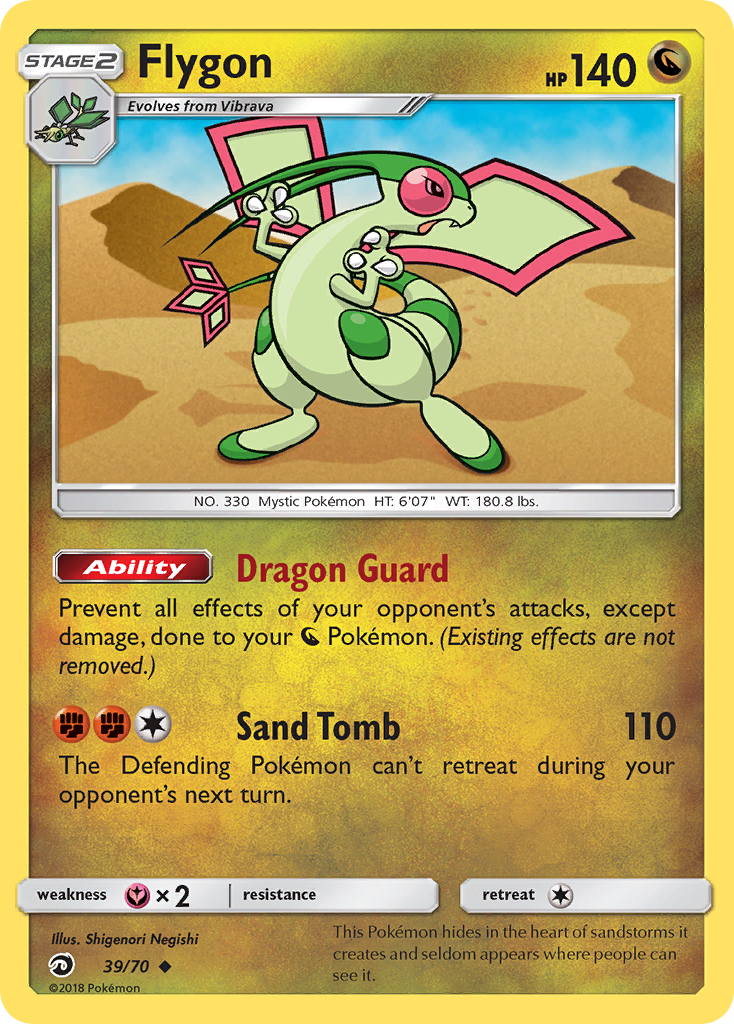 STAGE2 Flygon HP 140
Evolves from Vibrava
NO. 330 Mystic Pokémon HT: 6'07" WT: 180.8 lbs.
Ability Dragon Guard
Prevent all effects of your opponent's attacks, except
damage, done to your Pokémon. (Existing effects are not
removed.)
Sand Tomb 110
The Defending Pokémon can't retreat during your
opponent's next turn.
weakness × 2 resistance retreat
Illus. Shigenori Negishi
39/70
©2018 Pokémon
This Pokémon hides in the heart of sandstorms it
creates and seldom appears where people can
see it.